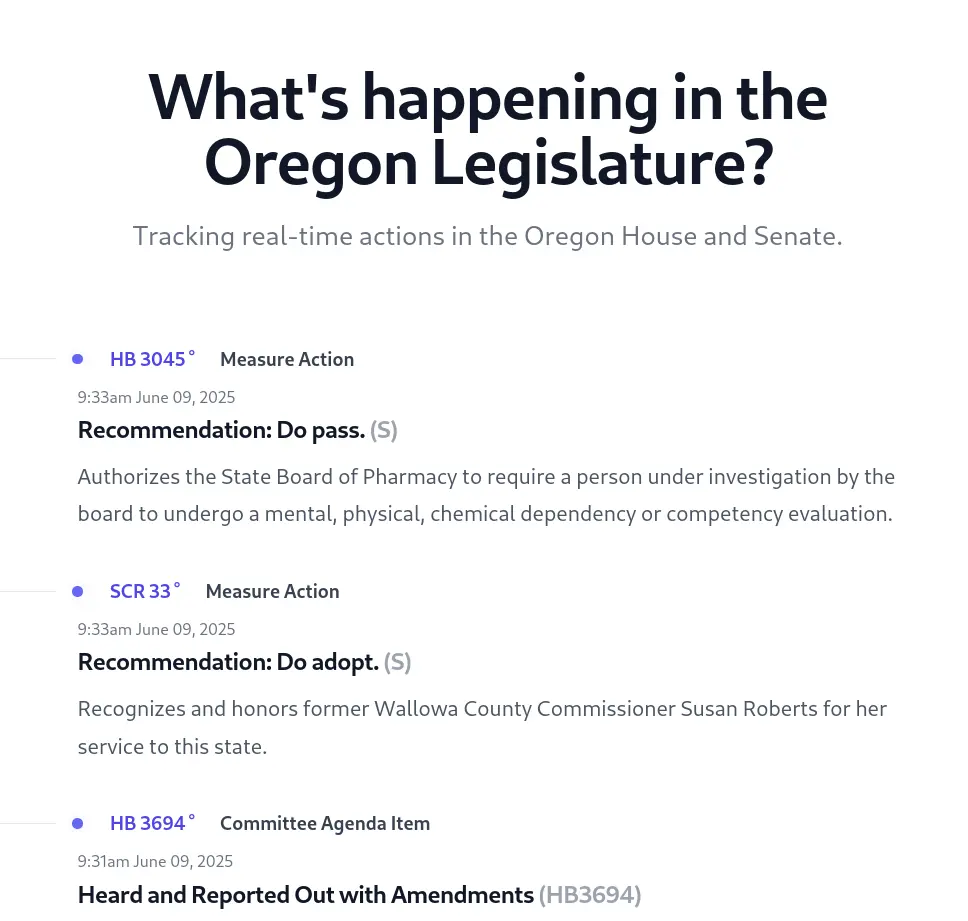 What's happening in the
Oregon Legislature?
Tracking real-time actions in the Oregon House and Senate.
HB 3045° Measure Action
9:33am June 09, 2025
Recommendation: Do pass. (S)
Authorizes the State Board of Pharmacy to require a person under investigation by the
board to undergo a mental, physical, chemical dependency or competency evaluation.
SCR 33° Measure Action
9:33am June 09, 2025
Recommendation: Do adopt. (S)
Recognizes and honors former Wallowa County Commissioner Susan Roberts for her
service to this state.
HB 3694° Committee Agenda Item
9:31am June 09, 2025
Heard and Reported Out with Amendments (HB3694)